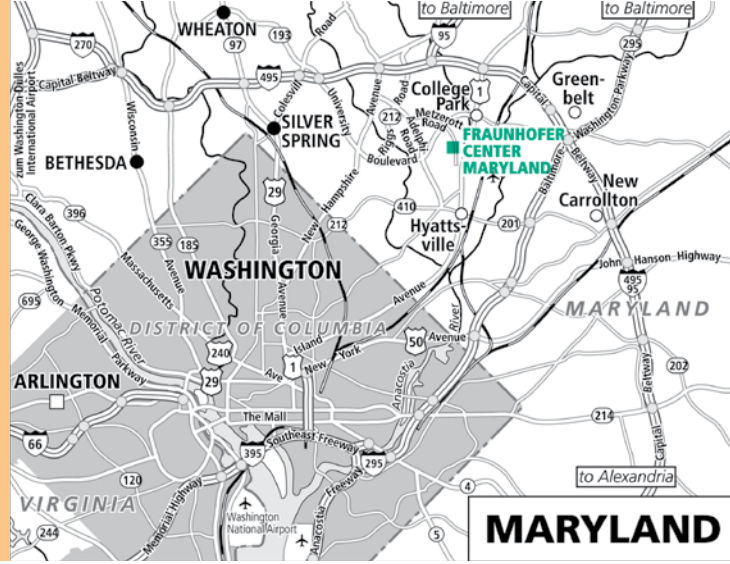 to Baltimore
to Baltimore
WHEATON
193
Road
95
270
97
295
Capital Beltway
495
Colesville
University
Avenue
Road
College
Park
1
Capital
Green-
belt
Washington Parkway
zum Washington-Dulles
International Airport
Wisconsin
SILVER
SPRING
212
Metzerott
Road
Adelphi
Road
Riggs
Boulevard
FRAUNHOFER
CENTER
MARYLAND
Beltway
Baltimore
BETHESDA
29
New Hampshire
410
New
Carrollton
Clara Barton Pkwy
396
George Washington
Memorial
Parkway
355
185
Massachusetts
Avenue
Georgia
Avenue
212
Hyatts-
ville
201
WASHINGTON
John Hanson Highway
495
95
695
Potomac River
Avenue
River
MARYLAND
DISTRICT OF COLUMBIA
240
Island
Ave
New York
50
Avenue
29
1
Anacostia
202
ARLINGTON
Beltway
The Mall
214
66
395
Southeast Freeway
295
Capital
120
4
to Alexandria
VIRGINIA
Memorial Highway
Washington
National Airport
Anacostia
Freeway
244
5
MARYLAND